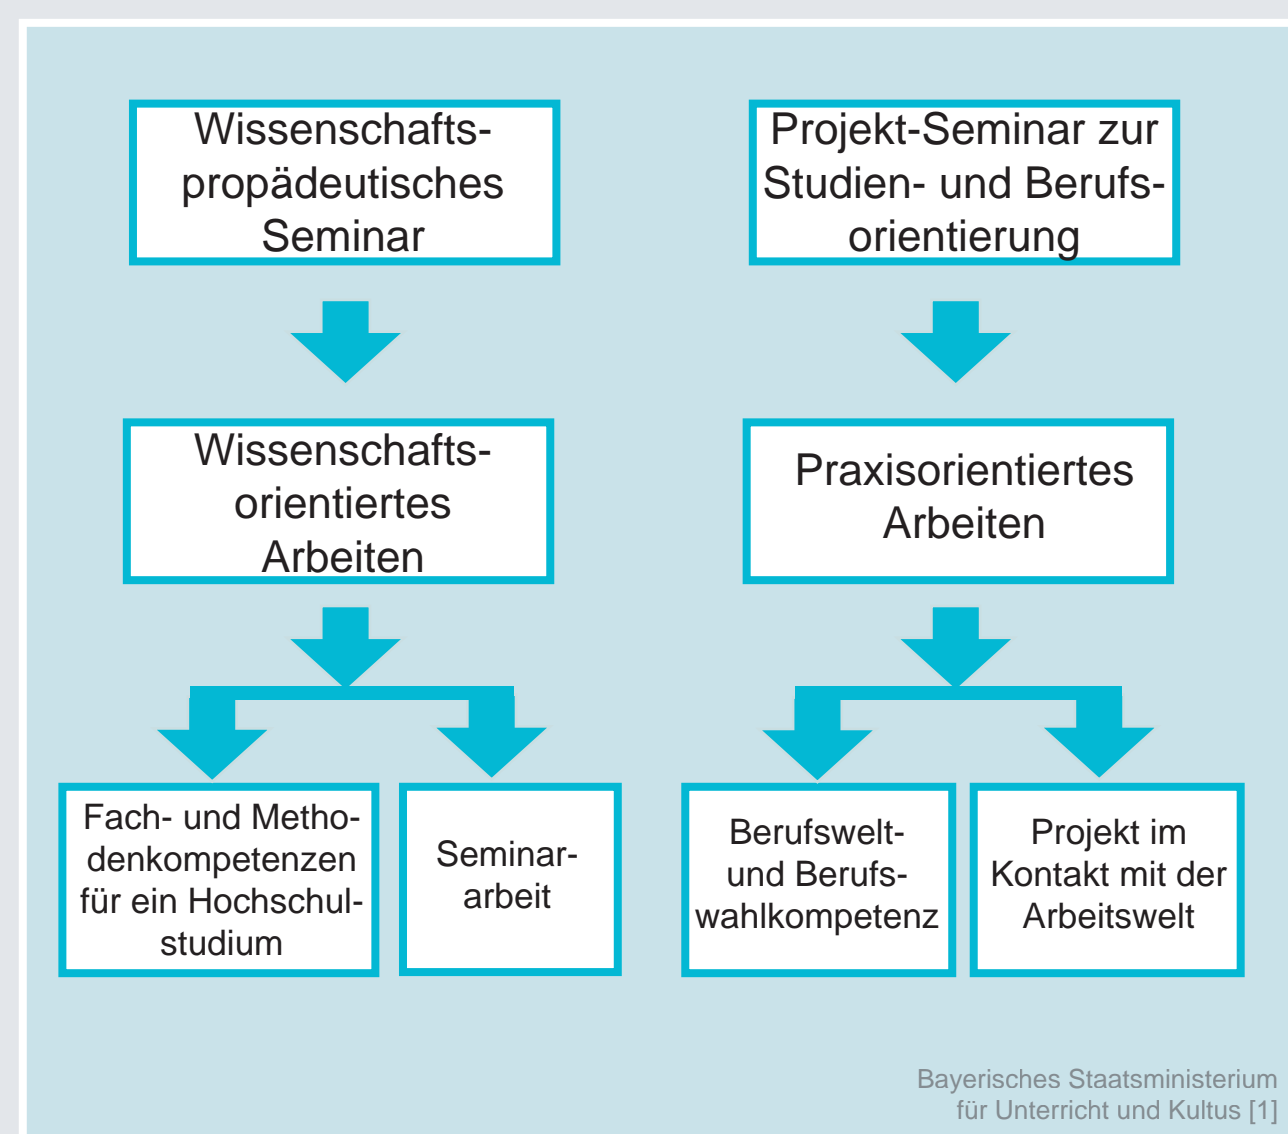 Wissenschafts-
propädeutisches
Seminar
Projekt-Seminar zur
Studien- und Berufs-
orientierung
Wissenschafts-
orientiertes
Arbeiten
Praxisorientiertes
Arbeiten
Fach- und Metho-
denkompetenzen
für ein Hochschul-
studium
Seminar-
arbeit
Berufswelt-
und Berufs-
wahlkompetenz
Projekt im
Kontakt mit der
Arbeitswelt
Bayerisches Staatsministerium
für Unterricht und Kultus [1]